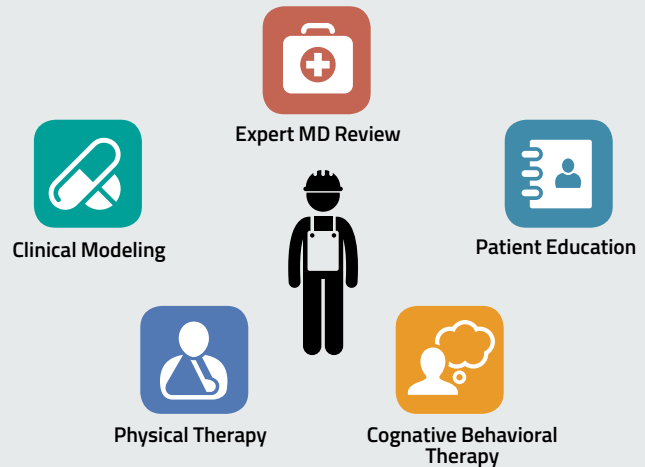 Expert MD Review
Clinical Modeling
Patient Education
Physical Therapy
Cognative Behavioral
Therapy